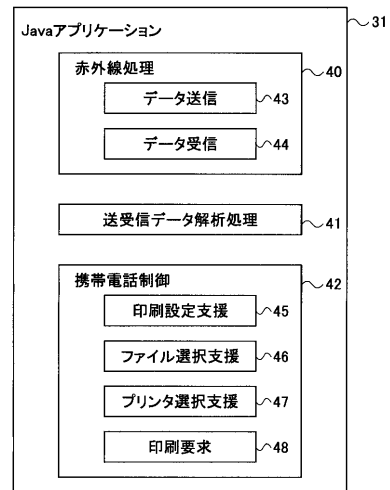 Javaアプリケーション 31
赤外線処理 40
データ送信 43
データ受信 44
送受信データ解析処理 41
携帯電話制御 42
印刷設定支援 45
ファイル選択支援 46
プリンタ選択支援 47
印刷要求 48